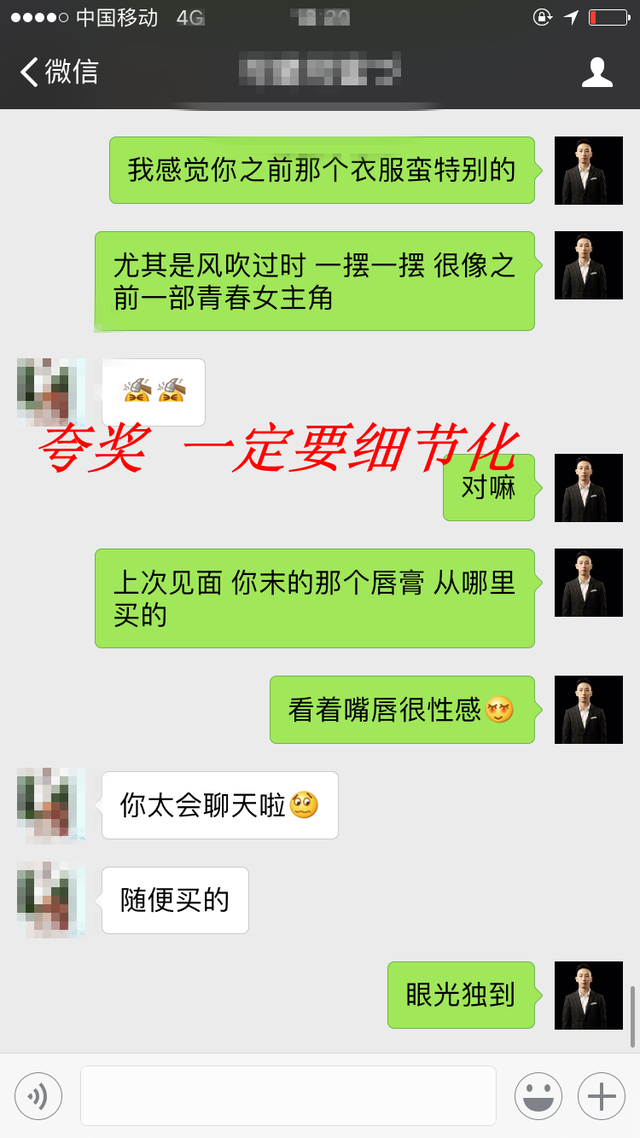 中国移动 4G
微信
我感觉你之前那个衣服蛮特别的
尤其是风吹过时 一摆一摆 很像之
前一部青春女主角
夸奖 一定要细节化
对嘛
上次见面 你末的那个唇膏 从哪里
买的
看着嘴唇很性感
你太会聊天啦
随便买的
眼光独到